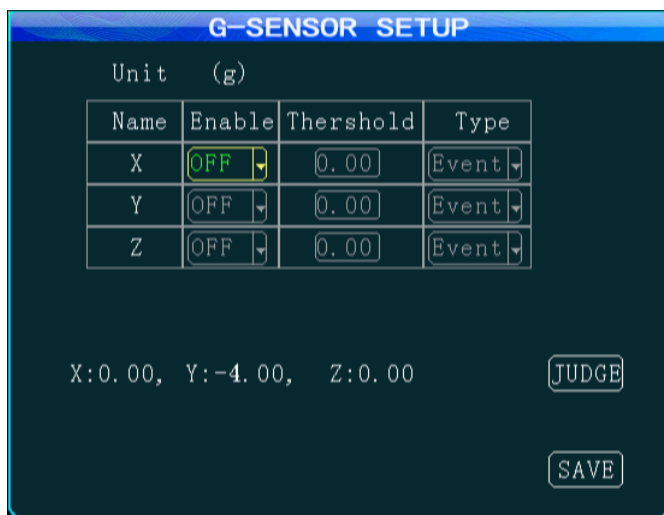 G-SENSOR SETUP
Unit (g)
Name Enable Thershold Type
X OFF 0.00 Event
Y OFF 0.00 Event
Z OFF 0.00 Event
X:0.00, Y:-4.00, Z:0.00 JUDGE
SAVE